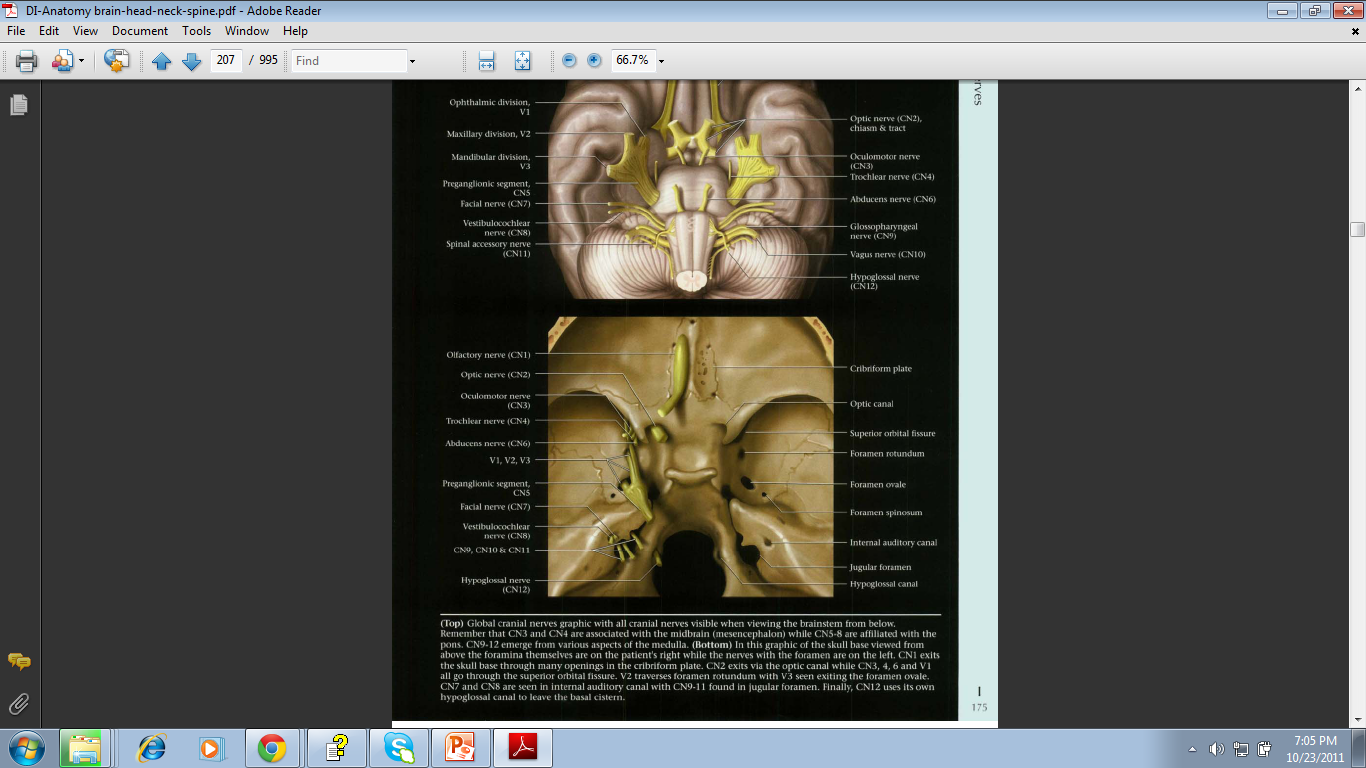 DI-Anatomy brain-head-neck-spine.pdf - Adobe Reader
File Edit View Document Tools Window Help
207 / 995 Find 66.7%
erves
Ophthalmic division,
V1
Maxillary division, V2
Mandibular division,
V3
Preganglionic segment,
CN5
Facial nerve (CN7)
Vestibulocochlear
nerve (CN8)
Spinal accessory nerve
(CN11)
Optic nerve (CN2),
chiasm & tract
Oculomotor nerve
(CN3)
Trochlear nerve (CN4)
Abducens nerve (CN6)
Glossopharyngeal
nerve (CN9)
Vagus nerve (CN10)
Hypoglossal nerve
(CN12)
Olfactory nerve (CN1)
Optic nerve (CN2)
Oculomotor nerve
(CN3)
Trochlear nerve (CN4)
Abducens nerve (CN6)
V1, V2, V3
Preganglionic segment,
CN5
Facial nerve (CN7)
Vestibulocochlear
nerve (CN8)
CN9, CN10 & CN11
Hypoglossal nerve
(CN12)
Cribriform plate
Optic canal
Superior orbital fissure
Foramen rotundum
Foramen ovale
Foramen spinosum
Internal auditory canal
Jugular foramen
Hypoglossal canal
(Top) Global cranial nerves graphic with all cranial nerves visible when viewing the brainstem from below.
Remember that CN3 and CN4 are associated with the midbrain (mesencephalon) while CN5-8 are affiliated with the
pons. CN9-12 emerge from various aspects of the medulla. (Bottom) In this graphic of the skull base viewed from
above the foramina themselves are on the patient's right while the nerves with the foramen are on the left. CN1 exits
the skull base through many openings in the cribriform plate. CN2 exits via the optic canal while CN3, 4, 6 and V1
all go through the superior orbital fissure. V2 traverses foramen rotundum with V3 seen exiting the foramen ovale.
CN7 and CN8 are seen in internal auditory canal with CN9-11 found in jugular foramen. Finally, CN12 uses its own
hypoglossal canal to leave the basal cistern.
I
175
7:05 PM
10/23/2011